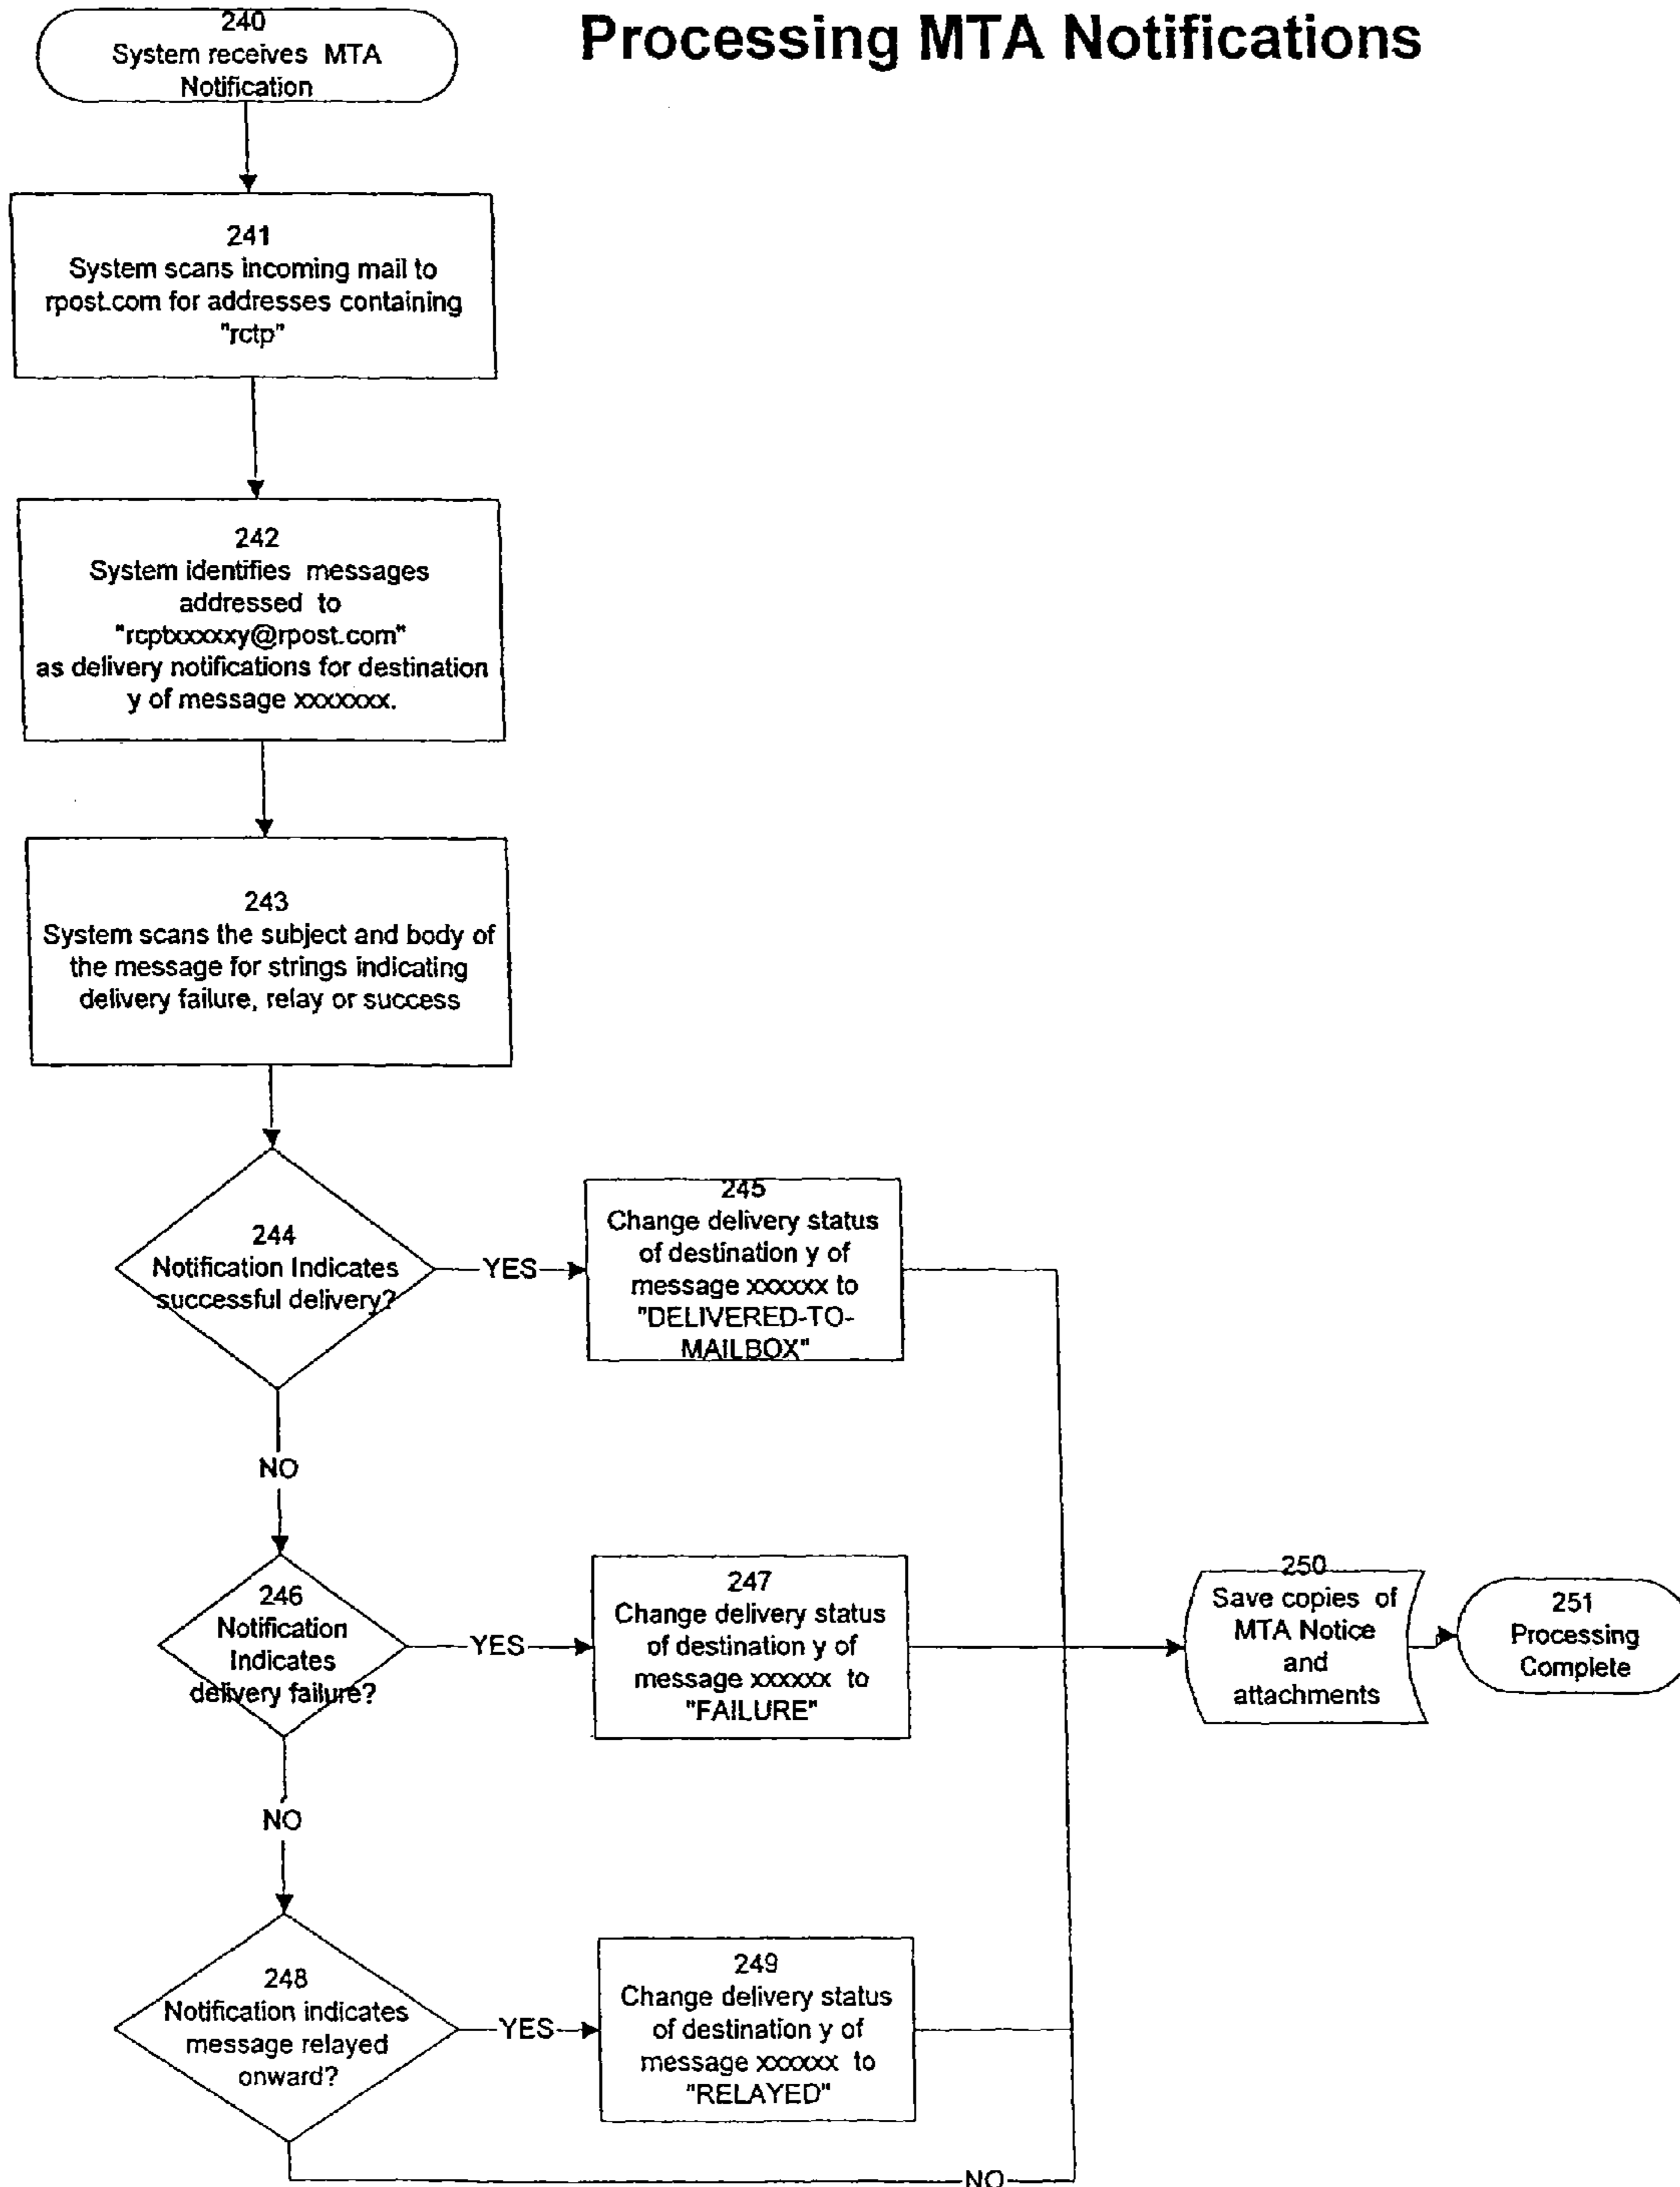 Processing MTA Notifications
240
System receives MTA
Notification
241
System scans incoming mail to
rpost.com for addresses containing
"rctp"
242
System identifies messages
addressed to
"rcptxxxxxy@rpost.com"
as delivery notifications for destination
y of message xxxxxxx.
243
System scans the subject and body of
the message for strings indicating
delivery failure, relay or success
244
Notification Indicates
successful delivery?
YES
245
Change delivery status
of destination y of
message xxxxxx to
"DELIVERED-TO-
MAILBOX"
NO
246
Notification
Indicates
delivery failure?
YES
247
Change delivery status
of destination y of
message xxxxxx to
"FAILURE"
250
Save copies of
MTA Notice
and
attachments
251
Processing
Complete
NO
248
Notification indicates
message relayed
onward?
YES
249
Change delivery status
of destination y of
message xxxxxx to
"RELAYED"
NO